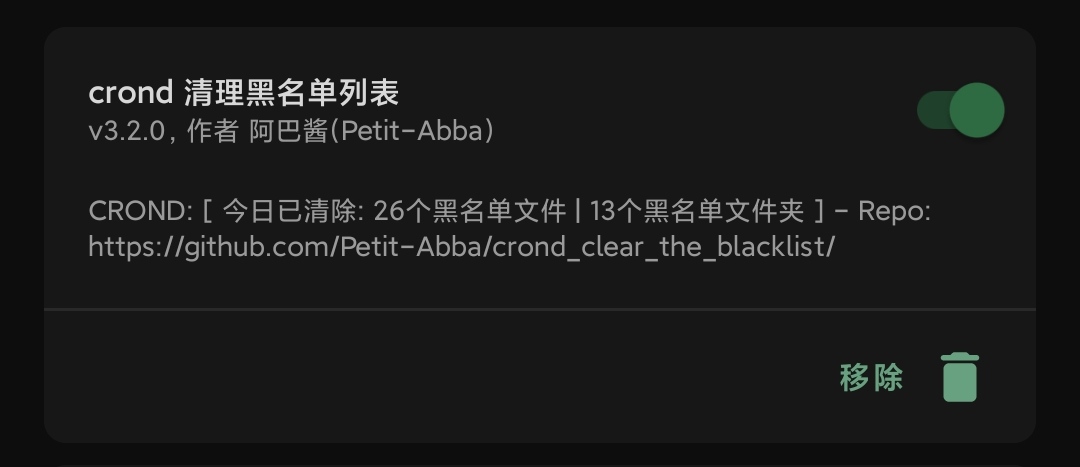 crond 清理黑名单列表
v3.2.0, 作者 阿巴酱(Petit-Abba)
CROND: [ 今日已清除: 26个黑名单文件 | 13个黑名单文件夹 ] - Repo:
https://github.com/Petit-Abba/crond_clear_the_blacklist/
移除